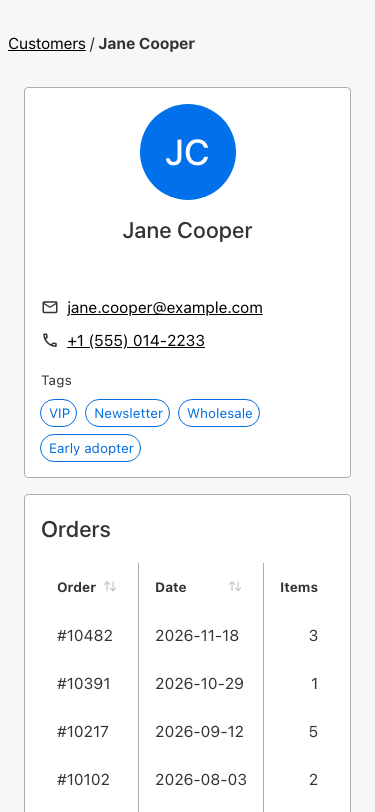 Customers / Jane Cooper
JC
Jane Cooper
jane.cooper@example.com
+1 (555) 014-2233
Tags
VIP Newsletter Wholesale
Early adopter
Orders
Order Date Items
#10482 2026-11-18 3
#10391 2026-10-29 1
#10217 2026-09-12 5
#10102 2026-08-03 2